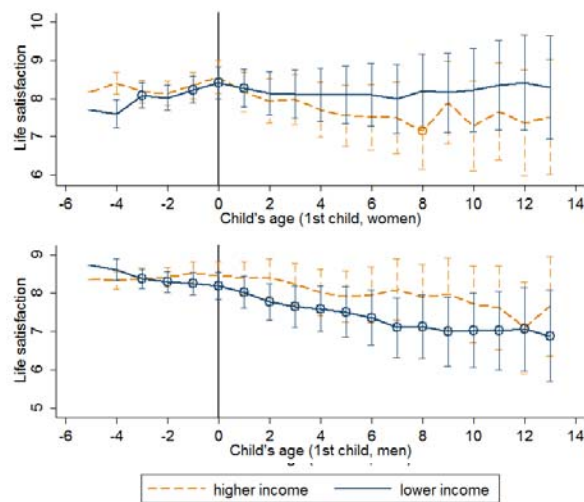 10
9
8
7
6
Life satisfaction
-6 -4 -2 0 2 4 6 8 10 12 14
Child's age (1st child, women)
9
8
7
6
5
Life satisfaction
-6 -4 -2 0 2 4 6 8 10 12 14
Child's age (1st child, men)
higher income lower income